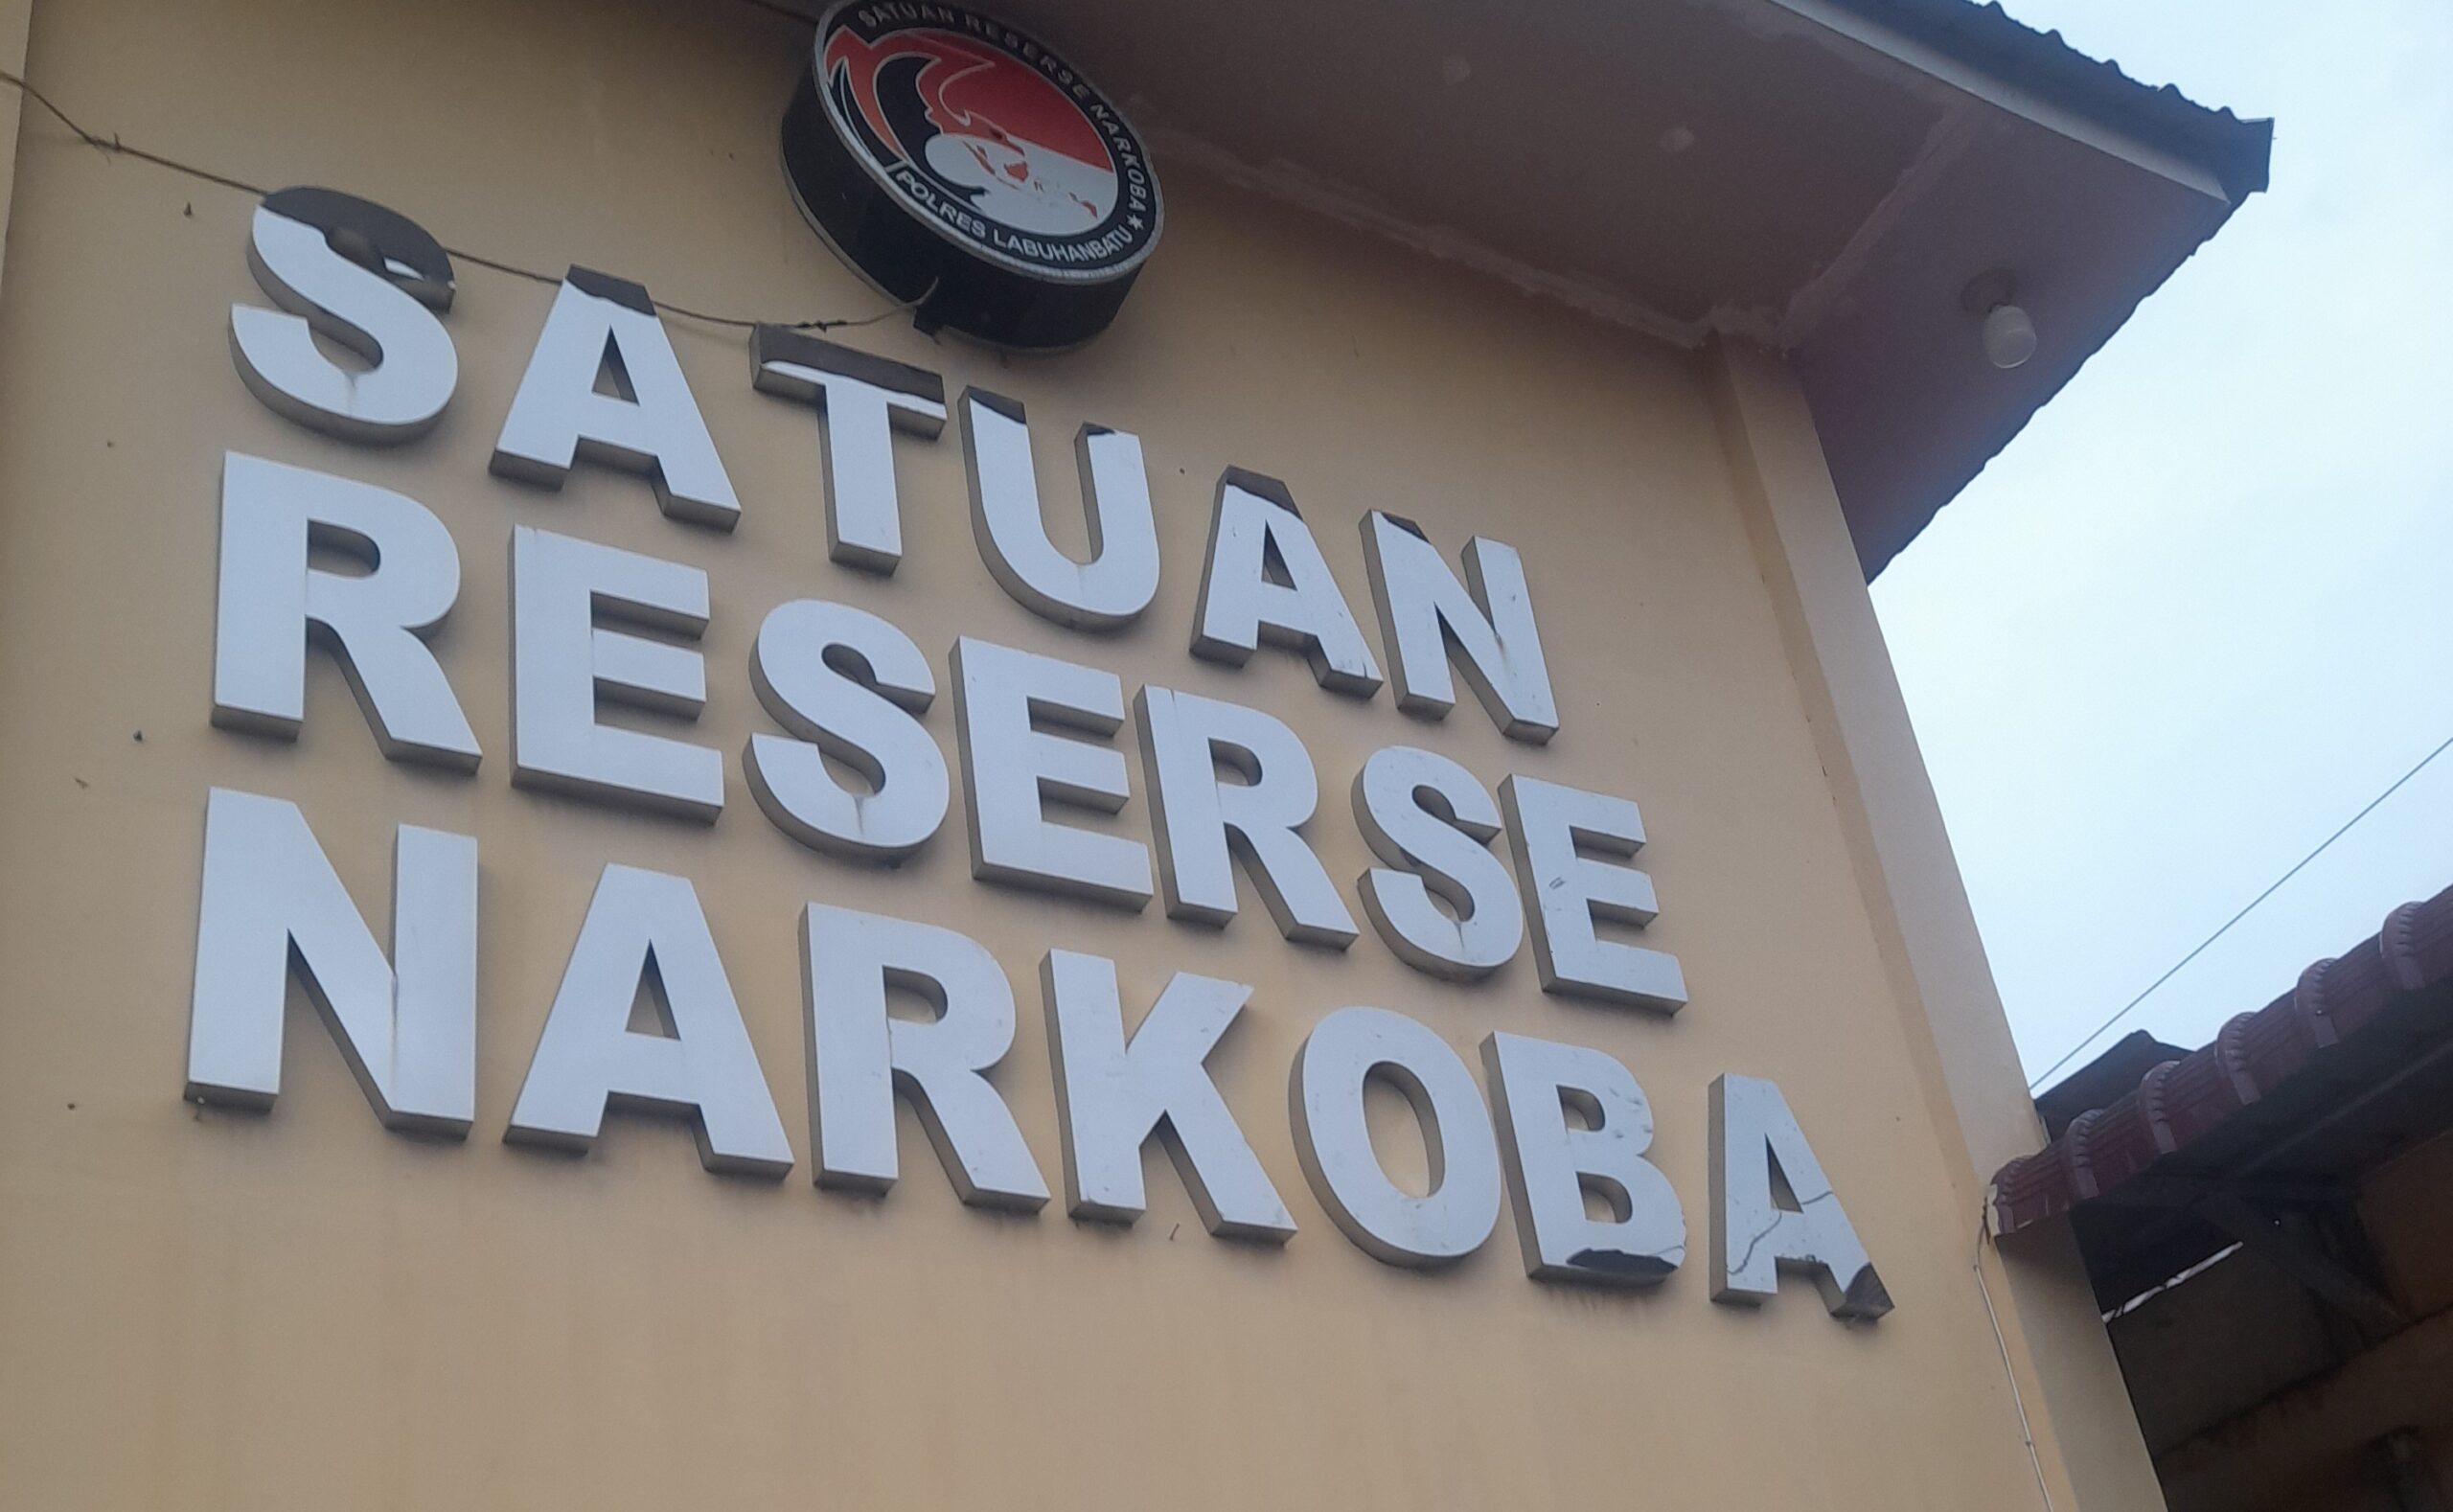 SATUAN RESERSE NARKOBA ★
POLRES LABUHANBATU
SATUAN
RESERSE
NARKOBA